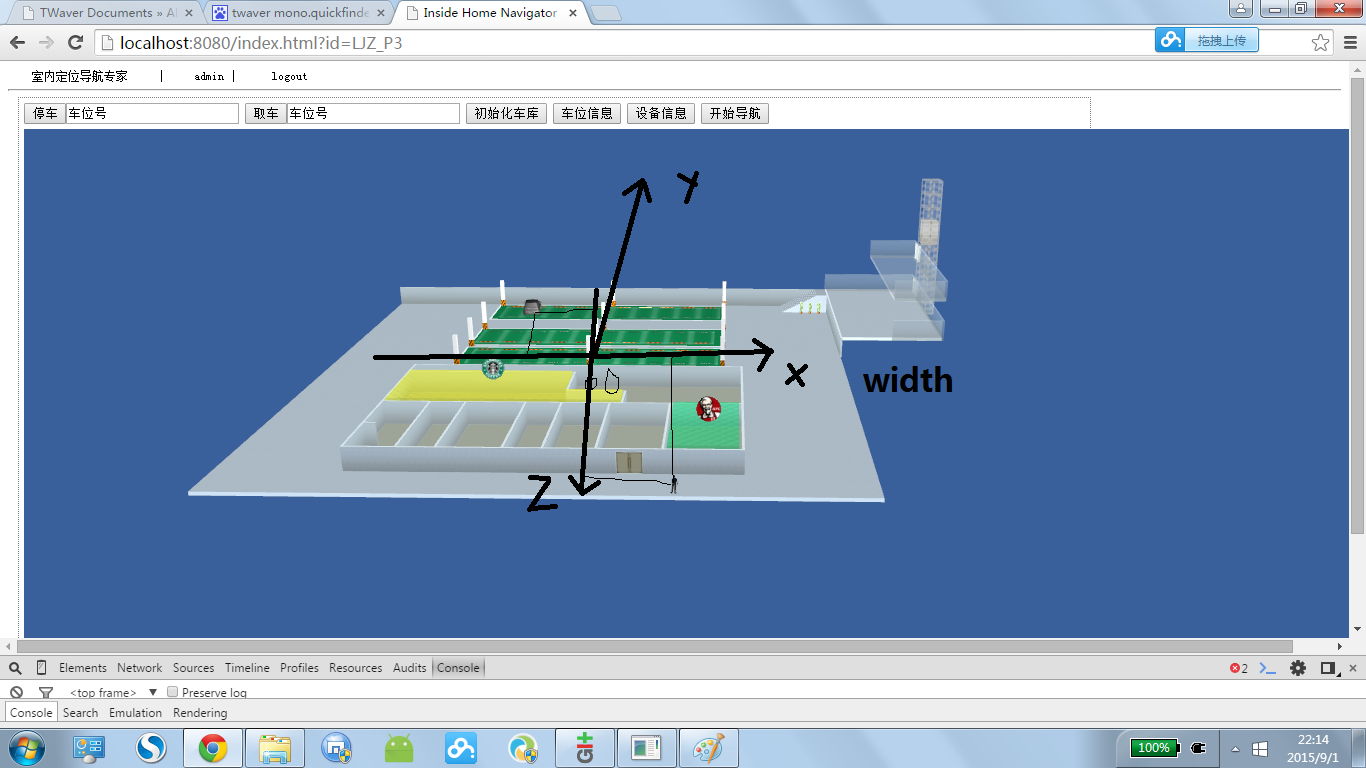 TWaver Documents » Al
twaver mono.quickfinde
Inside Home Navigator
localhost:8080/index.html?id=LJZ_P3
拖拽上传
室内定位导航专家 | admin | logout
停车 车位号 取车 车位号 初始化车库 车位信息 设备信息 开始导航
Y
X
width
Z
Elements Network Sources Timeline Profiles Resources Audits Console
2
<top frame> Preserve log
Console Search Emulation Rendering
100%
22:14
2015/9/1